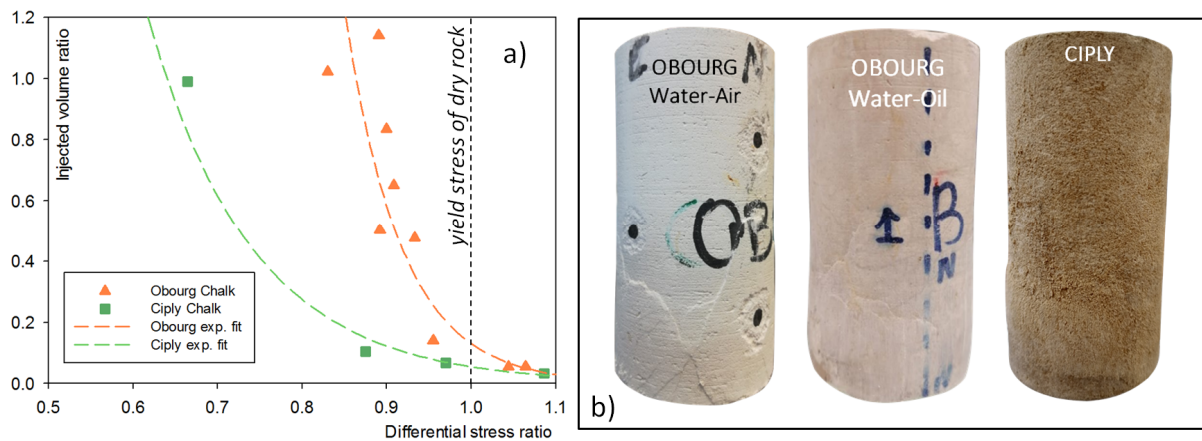 1.2
1.0
0.8
0.6
0.4
0.2
0.0
Injected volume ratio
a)
yield stress of dry rock
Obourg Chalk
Ciply Chalk
Obourg exp. fit
Ciply exp. fit
0.5
0.6
0.7
0.8
0.9
1.0
1.1
Differential stress ratio
OBOURG
Water-Air
OB
OBOURG
Water-Oil
B
N
N
CIPLY
b)